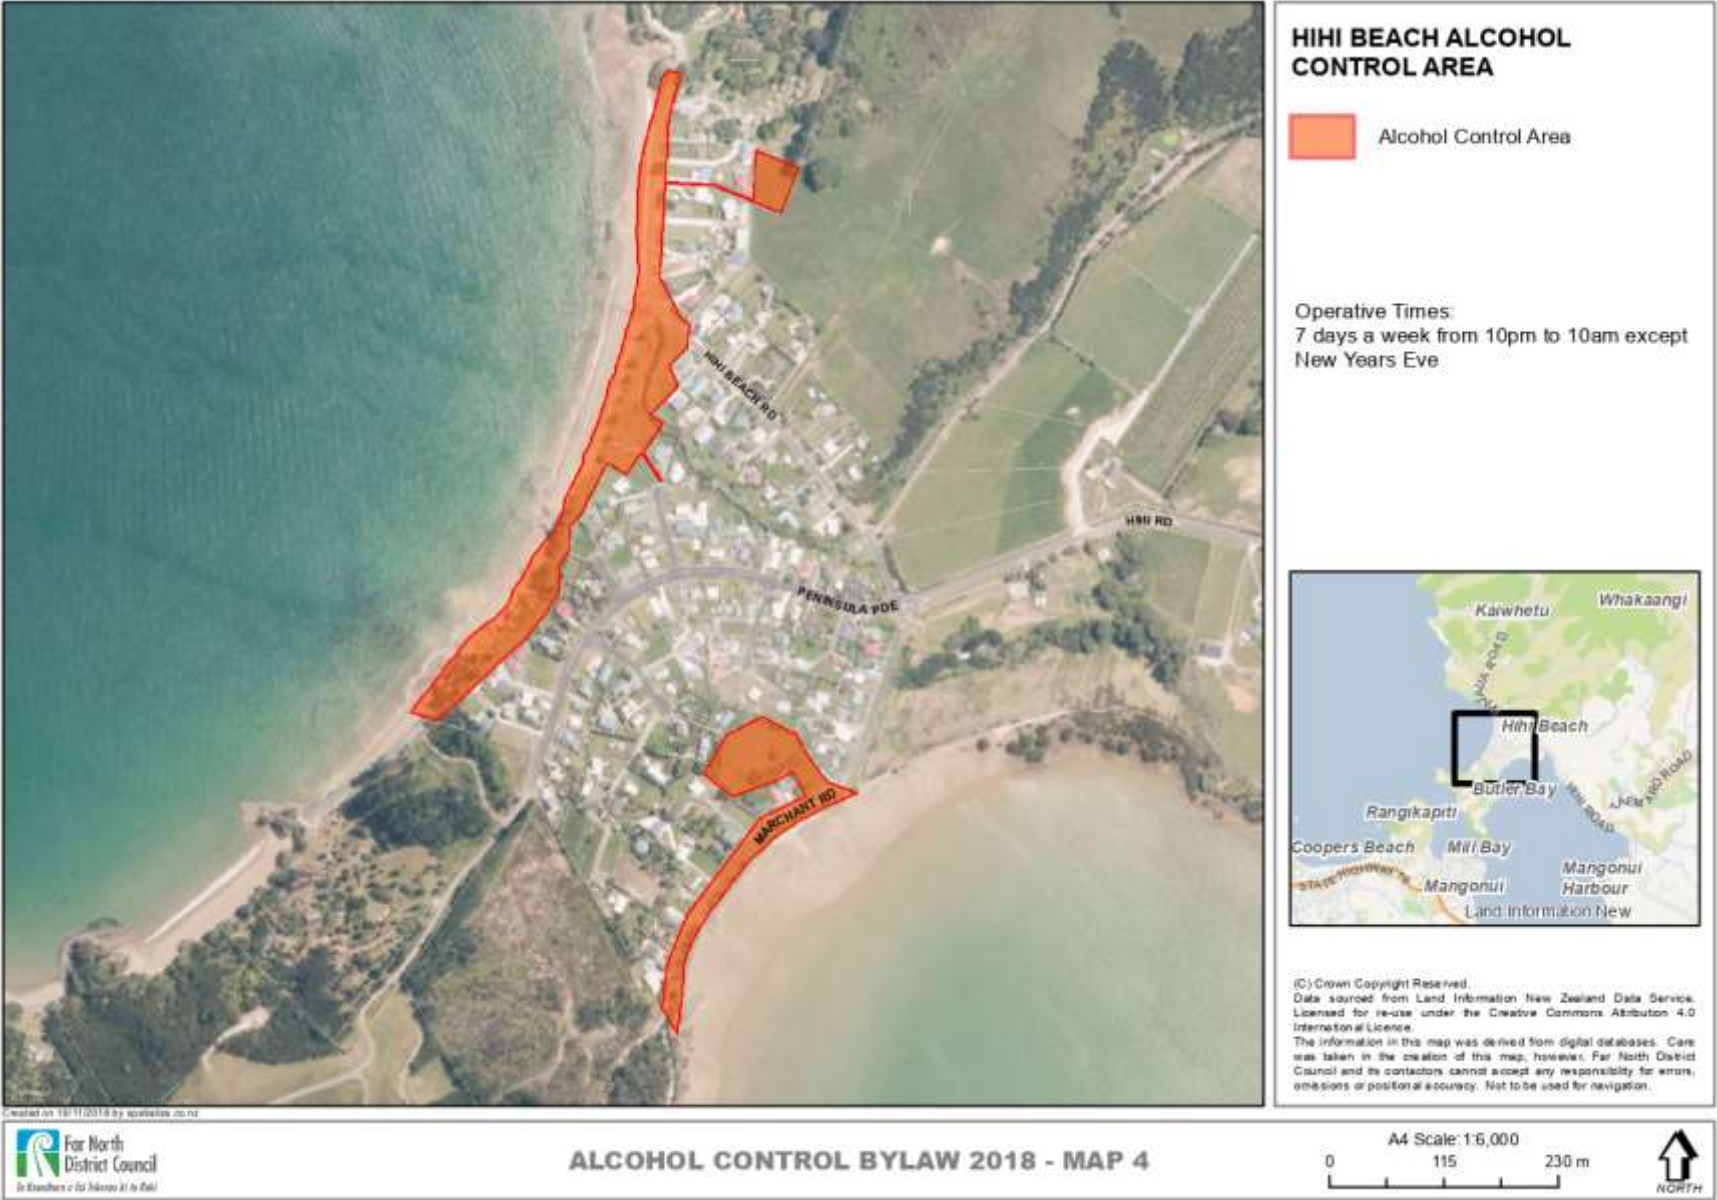 HIHI BEACH ALCOHOL
CONTROL AREA
Alcohol Control Area
Operative Times:
7 days a week from 10pm to 10am except
New Years Eve
HIHI BEACH RD
HIHI RD
PENINSULA PDE
MARCHANT RD
Kaiwhetu
Whakaangi
Hihi Beach
Butler Bay
HIHI ROAD
Rangikapiti
Coopers Beach
Mill Bay
Mangonui
Harbour
STATE HIGHWAY
Mangonui
Land Information New
(C) Crown Copyright Reserved.
Data sourced from Land Information New Zealand Data Service.
Licensed for re-use under the Creative Commons Attribution 4.0
International Licence.
The information in this map was derived from digital databases. Care
was taken in the creation of this map, however, Far North District
Council and its contactors cannot accept any responsibility for errors,
omissions or positional accuracy. Not to be used for navigation.
Far North
District Council
ALCOHOL CONTROL BYLAW 2018 - MAP 4
A4 Scale: 1:6,000
0 115 230 m
NORTH